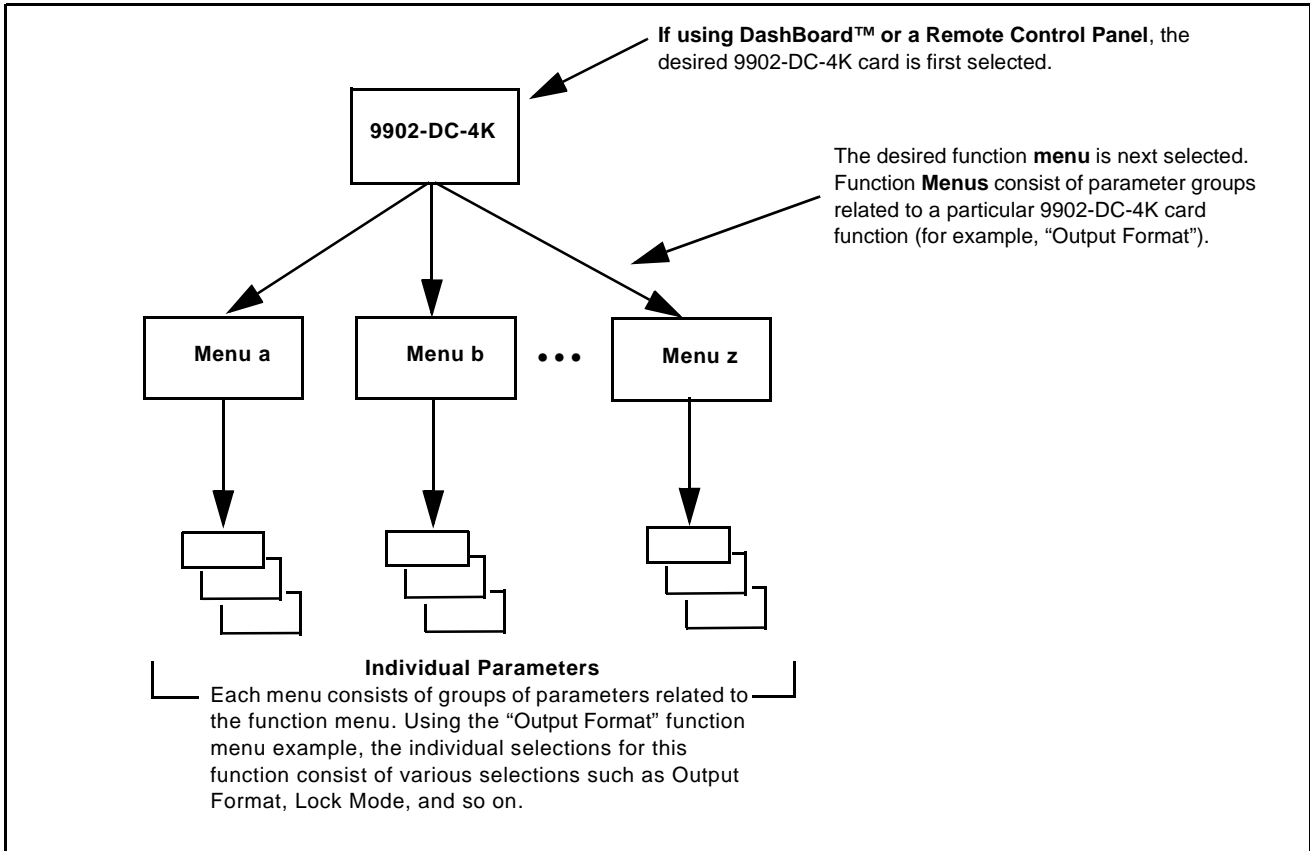 If using DashBoard™ or a Remote Control Panel, the
desired 9902-DC-4K card is first selected.
9902-DC-4K
The desired function menu is next selected.
Function Menus consist of parameter groups
related to a particular 9902-DC-4K card
function (for example, “Output Format”).
Menu a
Menu b
•••
Menu z
Individual Parameters
Each menu consists of groups of parameters related to
the function menu. Using the “Output Format” function
menu example, the individual selections for this
function consist of various selections such as Output
Format, Lock Mode, and so on.